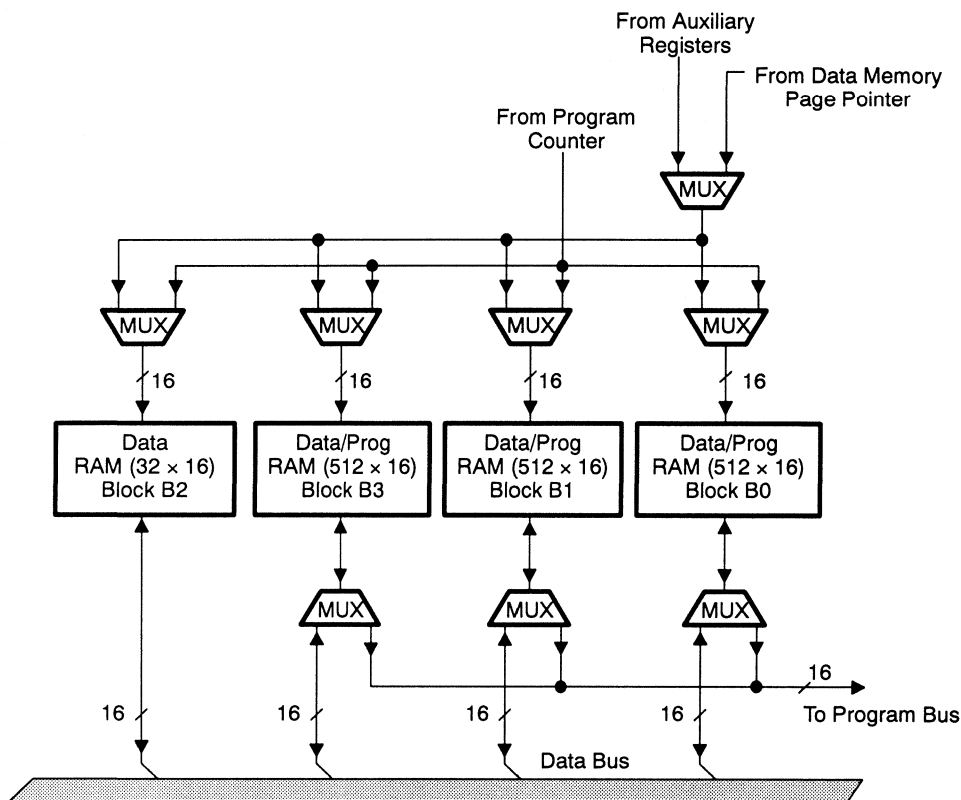 From Auxiliary
Registers
From Data Memory
Page Pointer
From Program
Counter
MUX
MUX
MUX
MUX
MUX
16
16
16
16
Data
RAM (32 × 16)
Block B2
Data/Prog
RAM (512 × 16)
Block B3
Data/Prog
RAM (512 × 16)
Block B1
Data/Prog
RAM (512 × 16)
Block B0
MUX
MUX
MUX
16
To Program Bus
16
16
16
16
Data Bus